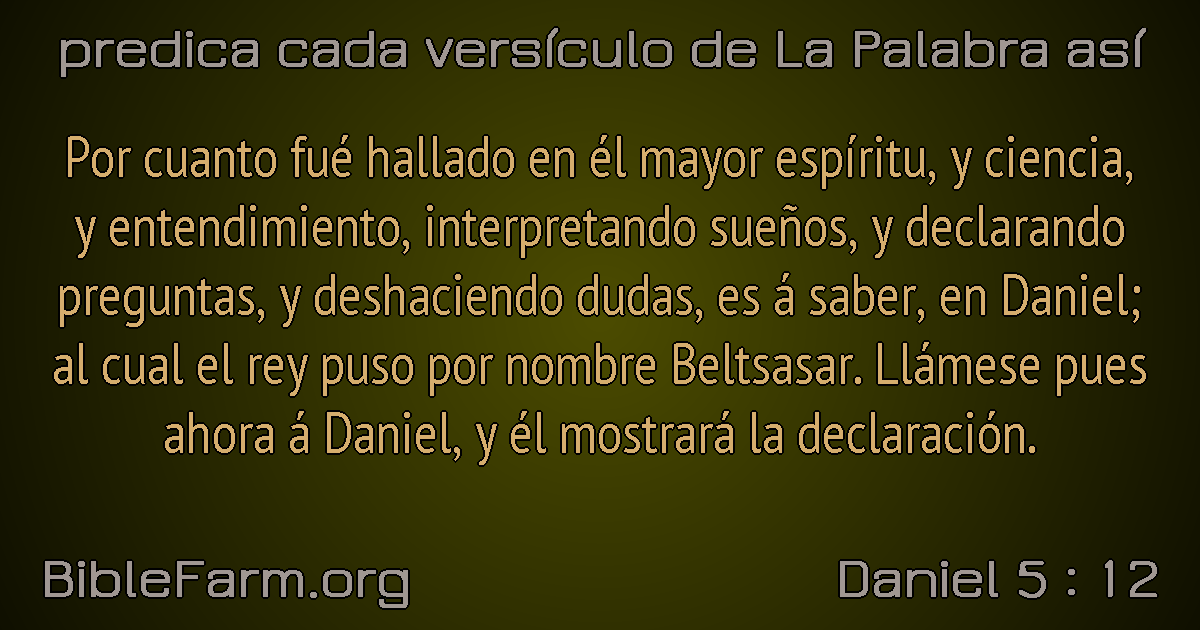 predica cada versículo de La Palabra así
Por cuanto fué hallado en él mayor espíritu, y ciencia,
y entendimiento, interpretando sueños, y declarando
preguntas, y deshaciendo dudas, es á saber, en Daniel;
al cual el rey puso por nombre Beltsasar. Llámese pues
ahora á Daniel, y él mostrará la declaración.
BibleFarm.org
Daniel 5 : 12